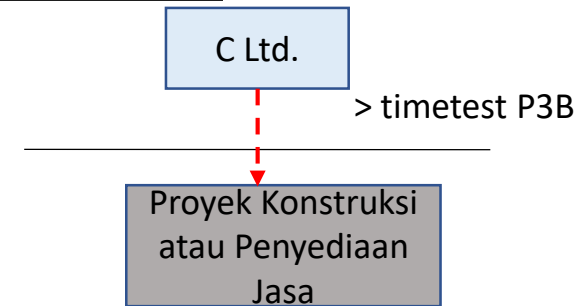 C Ltd.
> timetest P3B
Proyek Konstruksi
atau Penyediaan
Jasa